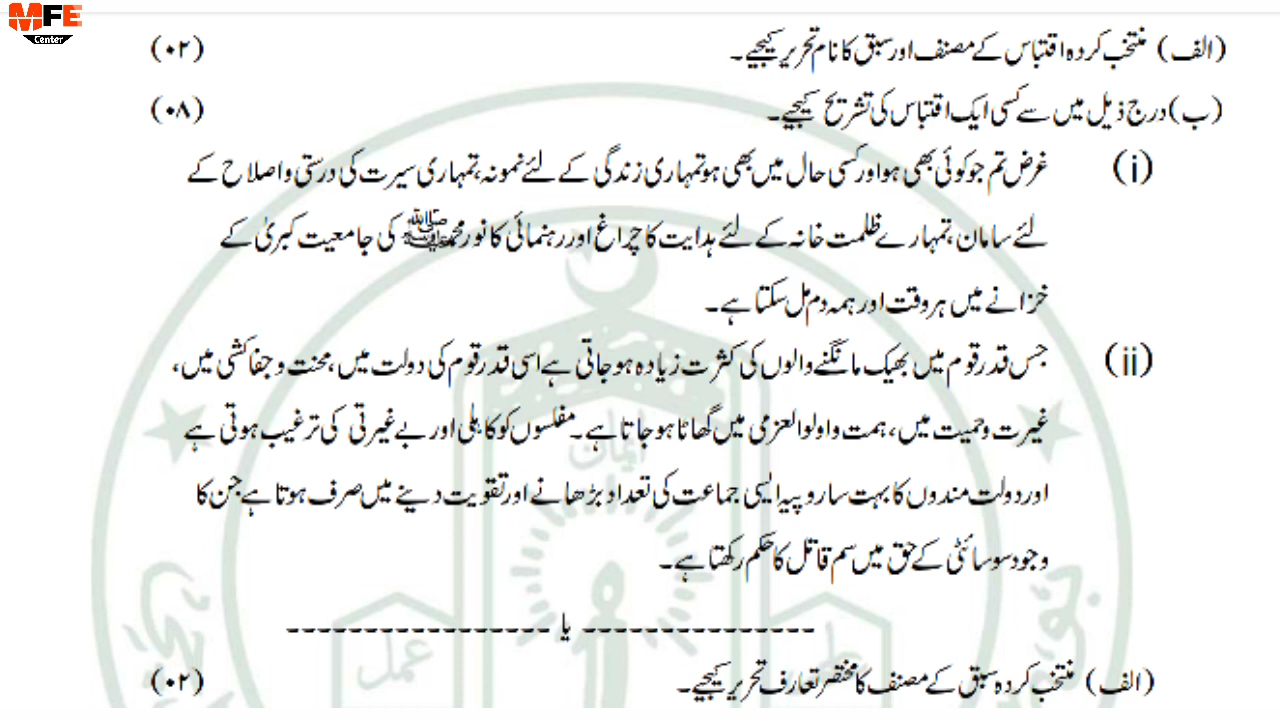 MFE
Center
(الف) منتخب کردہ اقتباس کے مصنف اور سبق کا نام تحریر کیجیے۔ (۰۲)
(ب) درج ذیل میں سے کسی ایک اقتباس کی تشریح کیجیے۔ (۰۸)
(i) غرض تم جو کوئی بھی ہو اور کسی حال میں بھی ہو تمہاری زندگی کے لئے نمونہ، تمہاری سیرت کی درستی و اصلاح کے
لئے سامان، تمہارے ظلمت خانہ کے لئے ہدایت کا چراغ اور رہنمائی کا نور محمد ﷺ کی جامعیت کبریٰ کے
خزانے میں ہر وقت اور ہمہ دم مل سکتا ہے۔
(ii) جس قدر قوم میں بھیک مانگنے والوں کی کثرت زیادہ ہو جاتی ہے اسی قدر قوم کی دولت میں، محنت و جفاکشی میں،
غیرت و حمیت میں، ہمت و اولوالعزمی میں گھاٹا ہو جاتا ہے۔ مفلسوں کو کاہلی اور بے غیرتی کی ترغیب ہوتی ہے
اور دولت مندوں کا بہت سا روپیہ ایسی جماعت کی تعداد بڑھانے اور تقویت دینے میں صرف ہوتا ہے جن کا
وجود سوسائٹی کے حق میں سم قاتل کا حکم رکھتا ہے۔
---------------- یا ----------------
(الف) منتخب کردہ سبق کے مصنف کا مختصر تعارف تحریر کیجیے۔ (۰۲)
ایمان
عمل
علم